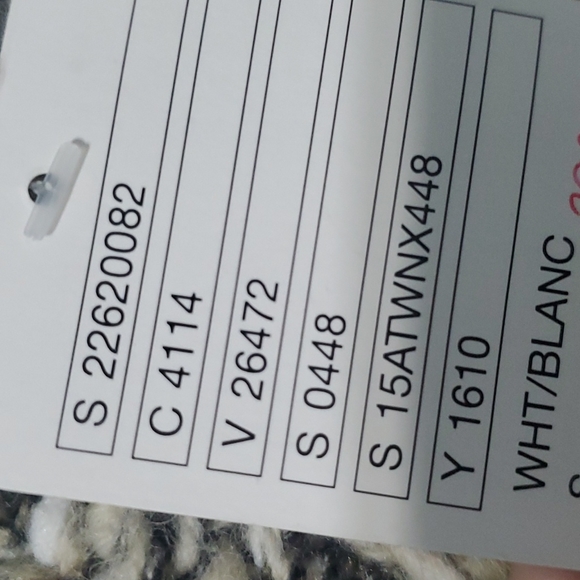 S 22620082
C 4114
V 26472
S 0448
S 15ATWNX448
Y 1610
WHT/BLANC